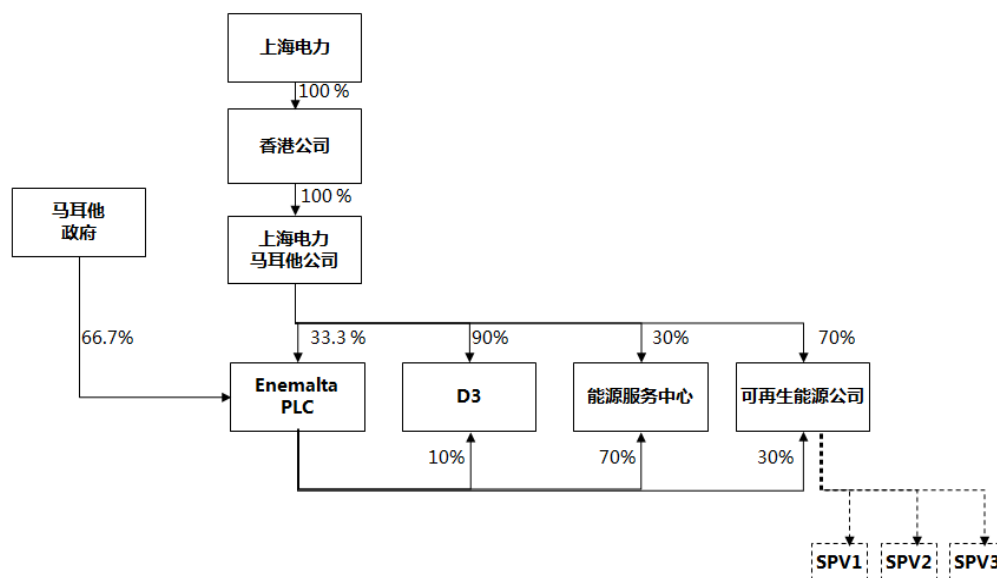 上海电力
100 %
香港公司
100 %
马耳他
政府
上海电力
马耳他公司
66.7%
33.3 %
90%
30%
70%
Enemalta
PLC
D3
能源服务中心
可再生能源公司
10%
70%
30%
SPV1
SPV2
SPV3